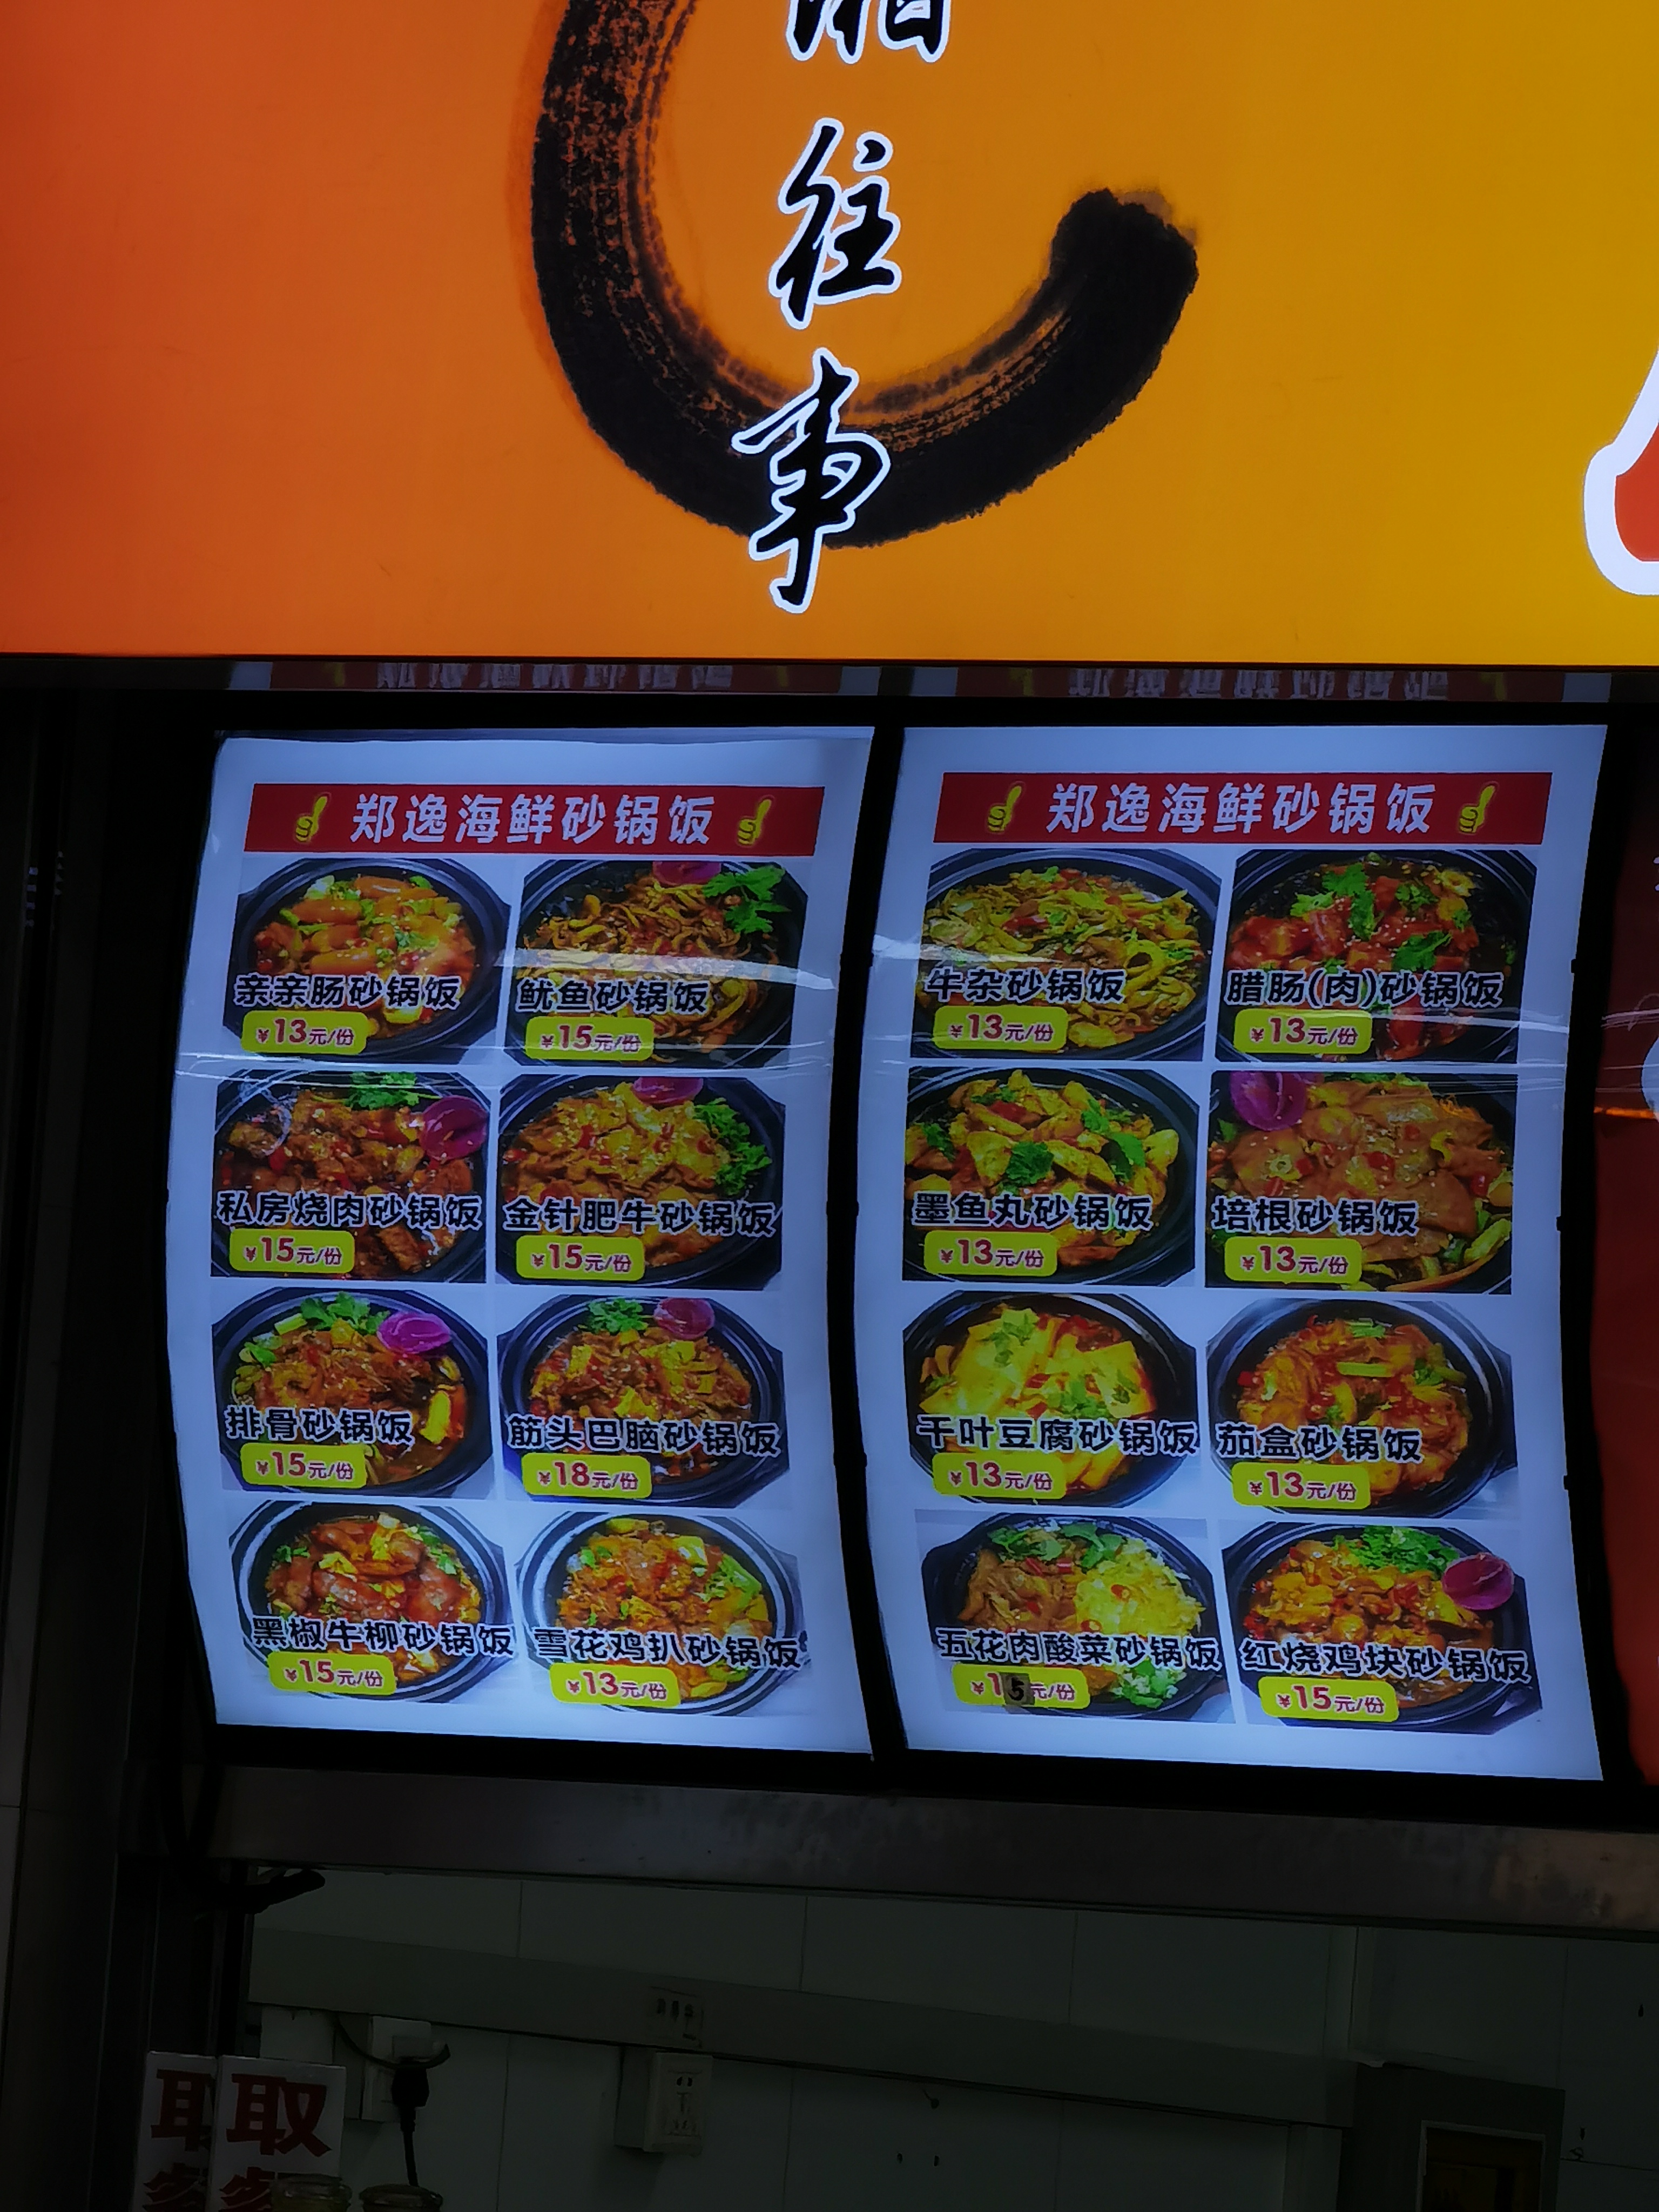 往
事
郑逸海鲜砂锅饭
亲亲肠砂锅饭
¥13元/份
鱿鱼砂锅饭
¥15元/份
私房烧肉砂锅饭
¥15元/份
金针肥牛砂锅饭
¥15元/份
排骨砂锅饭
¥15元/份
筋头巴脑砂锅饭
¥18元/份
黑椒牛柳砂锅饭
¥15元/份
雪花鸡扒砂锅饭
¥13元/份
郑逸海鲜砂锅饭
牛杂砂锅饭
¥13元/份
腊肠(肉)砂锅饭
¥13元/份
墨鱼丸砂锅饭
¥13元/份
培根砂锅饭
¥13元/份
千叶豆腐砂锅饭
¥13元/份
茄盒砂锅饭
¥13元/份
五花肉酸菜砂锅饭
¥15元/份
红烧鸡块砂锅饭
¥15元/份
取
取